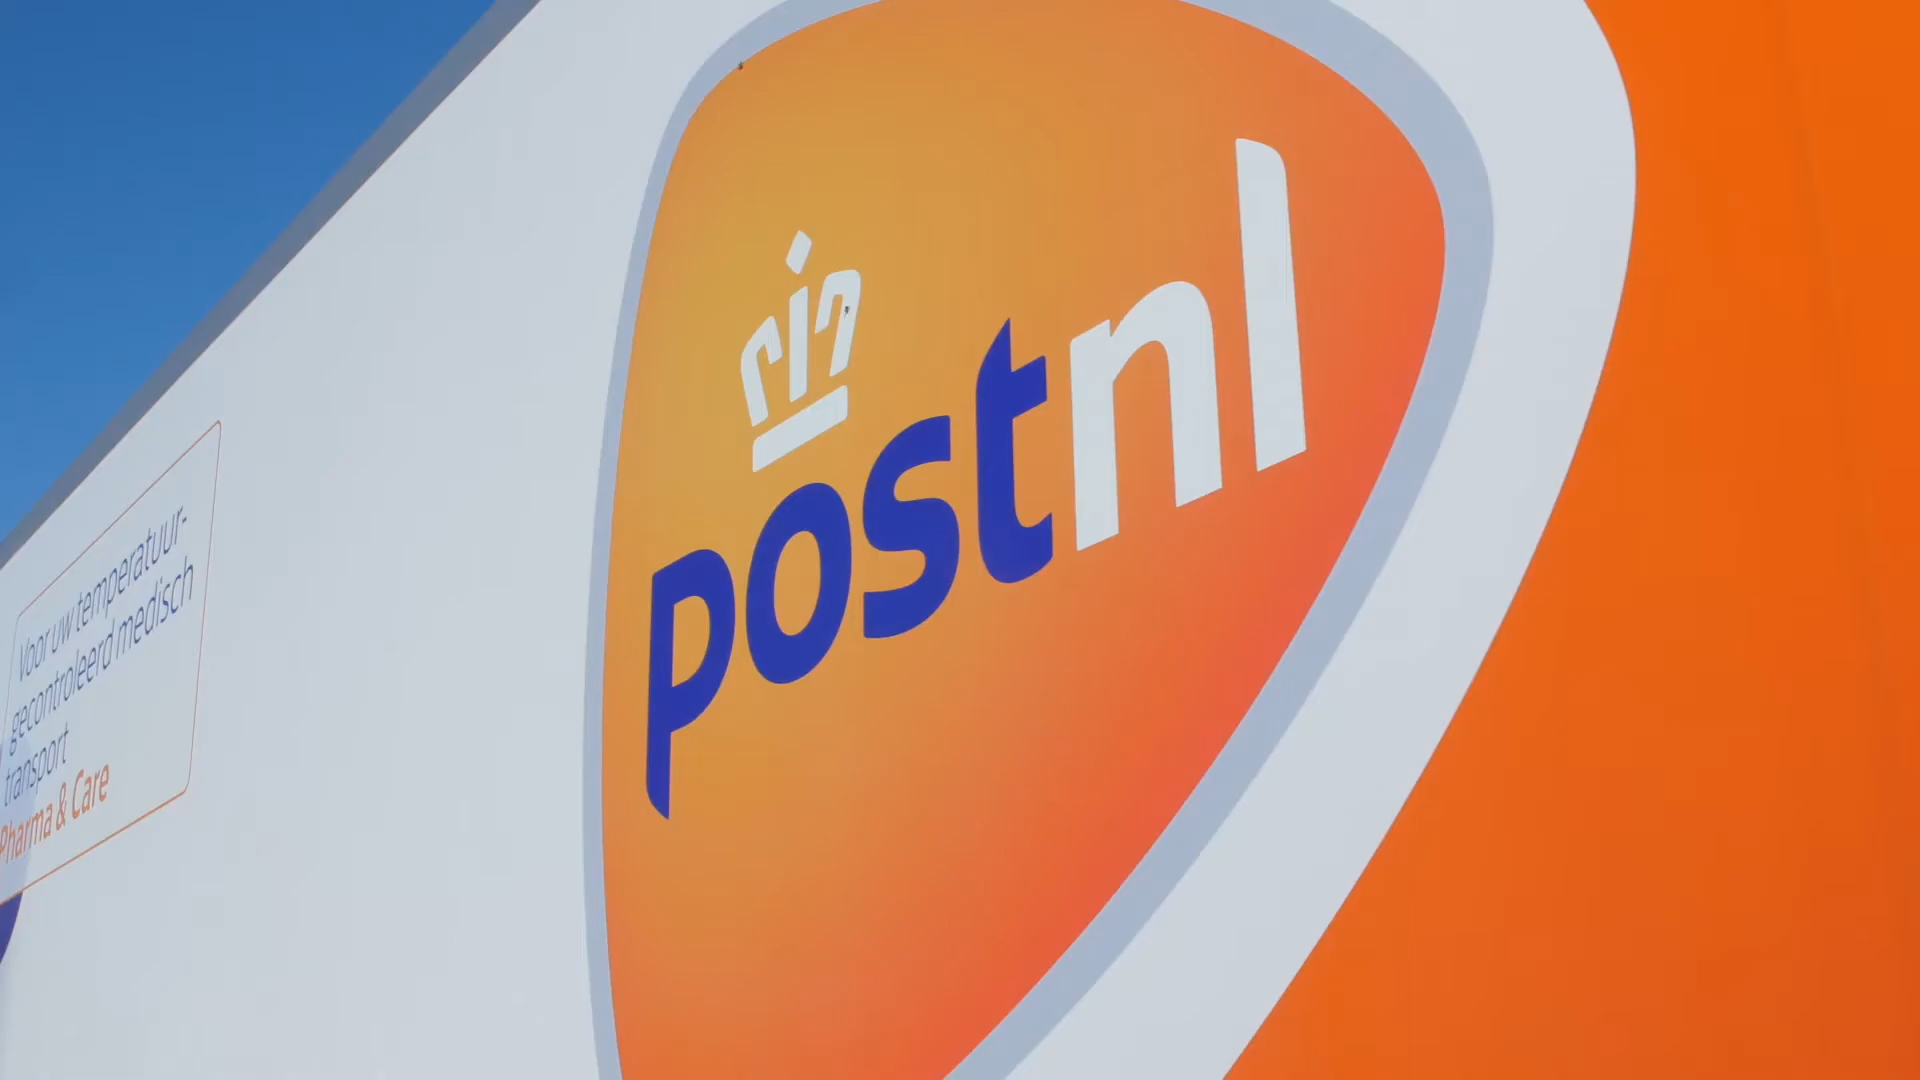 Voor uw temperatuur-
gecontroleerd medisch
transport
Pharma & Care
postnl